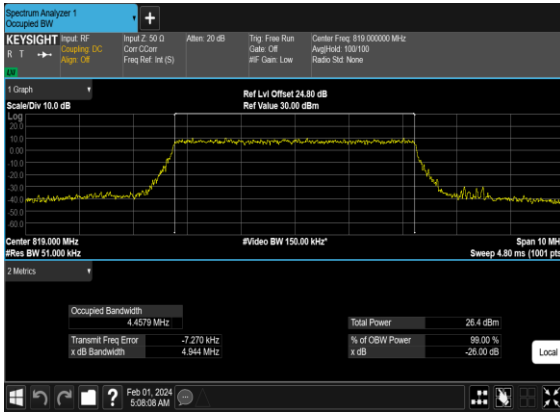 Spectrum Analyzer 1
Occupied BW
KEYSIGHT
R T
LXI
Input: RF
Coupling: DC
Align: Off
Input Z: 50 Ω
Corr CCorr
Freq Ref: Int (S)
Atten: 20 dB
Trig: Free Run
Gate: Off
#IF Gain: Low
Center Freq: 819.000000 MHz
Avg|Hold: 100/100
Radio Std: None
1 Graph
Scale/Div 10.0 dB
Ref Lvl Offset 24.80 dB
Ref Value 30.00 dBm
Log
20.0
10.0
0.00
-10.0
-20.0
-30.0
-40.0
-50.0
-60.0
Center 819.000 MHz
#Res BW 51.000 kHz
#Video BW 150.00 kHz*
Span 10 MH
Sweep 4.80 ms (1001 pts
2 Metrics
Occupied Bandwidth
4.4579 MHz
Transmit Freq Error -7.270 kHz
x dB Bandwidth 4.944 MHz
Total Power 26.4 dBm
% of OBW Power 99.00 %
x dB -26.00 dB
Local
Feb 01, 2024
5:08:08 AM